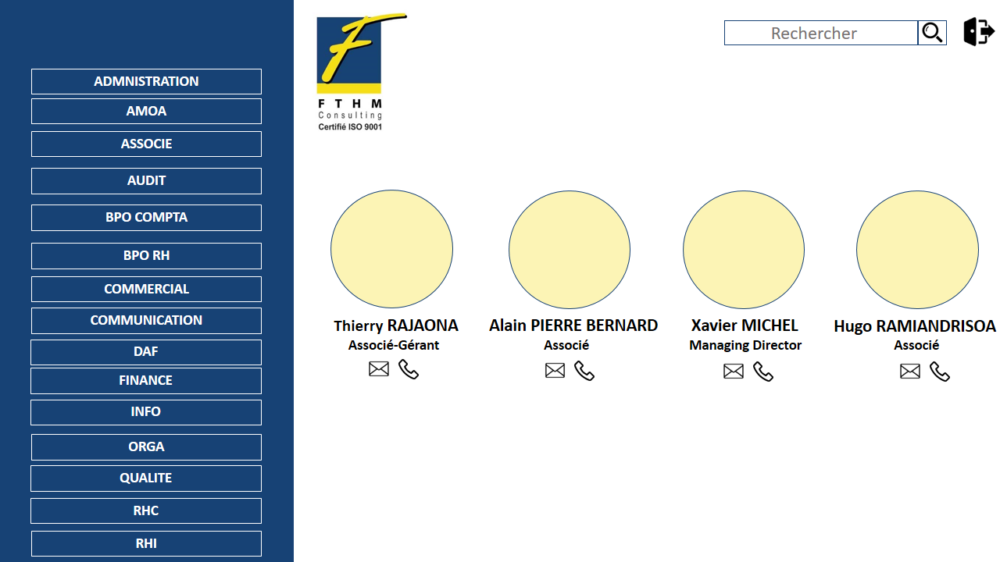 ADMNISTRATION
AMOA
ASSOCIE
AUDIT
BPO COMPTA
BPO RH
COMMERCIAL
COMMUNICATION
DAF
FINANCE
INFO
ORGA
QUALITE
RHC
RHI
FTHM
Consulting
Certifié ISO 9001
Rechercher
Thierry RAJAONA
Associé-Gérant
Alain PIERRE BERNARD
Associé
Xavier MICHEL
Managing Director
Hugo RAMIANDRISOA
Associé